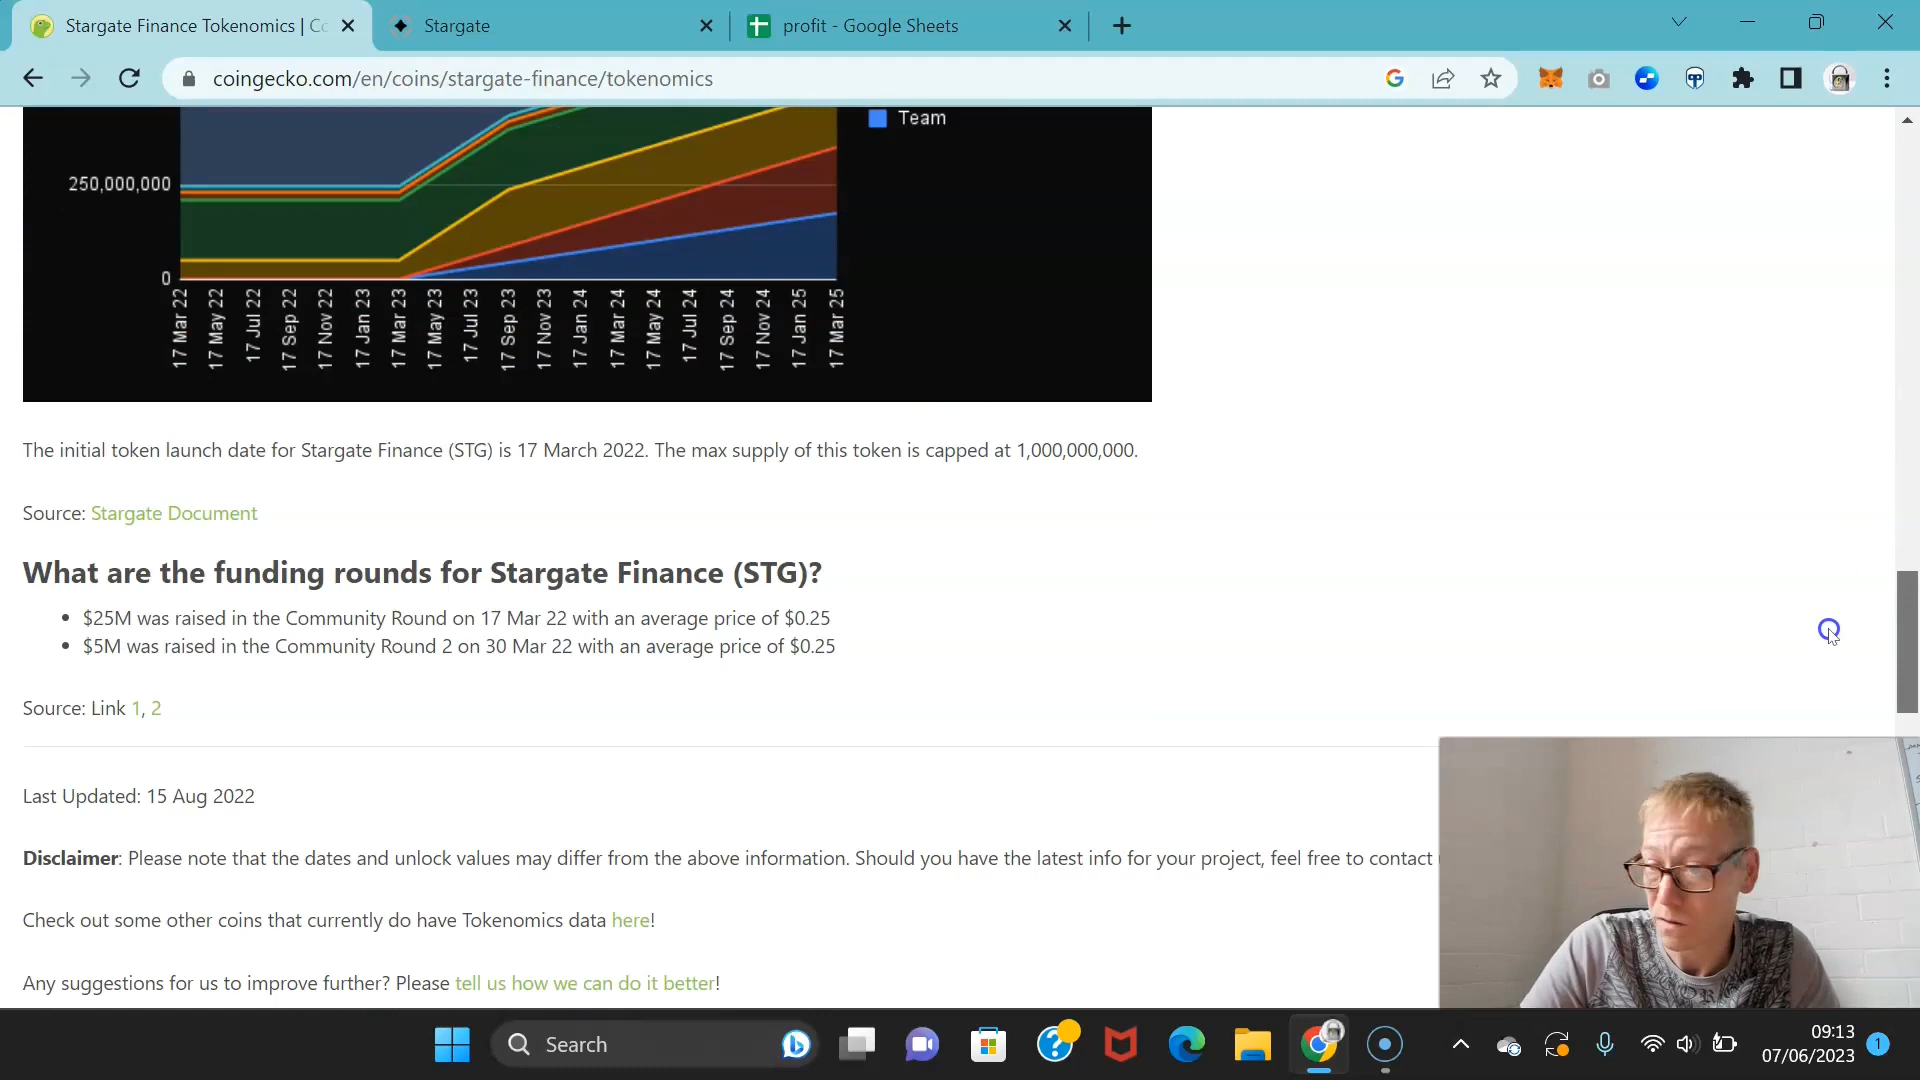 Stargate Finance Tokenomics | Co
Stargate
profit - Google Sheets
coingecko.com/en/coins/stargate-finance/tokenomics
Team
250,000,000
0
17 Mar 22
17 May 22
17 Jul 22
17 Sep 22
17 Nov 22
17 Jan 23
17 Mar 23
17 May 23
17 Jul 23
17 Sep 23
17 Nov 23
17 Jan 24
17 Mar 24
17 May 24
17 Jul 24
17 Sep 24
17 Nov 24
17 Jan 25
17 Mar 25
The initial token launch date for Stargate Finance (STG) is 17 March 2022. The max supply of this token is capped at 1,000,000,000.
Source: Stargate Document
What are the funding rounds for Stargate Finance (STG)?
• $25M was raised in the Community Round on 17 Mar 22 with an average price of $0.25
• $5M was raised in the Community Round 2 on 30 Mar 22 with an average price of $0.25
Source: Link 1, 2
Last Updated: 15 Aug 2022
Disclaimer: Please note that the dates and unlock values may differ from the above information. Should you have the latest info for your project, feel free to contact
Check out some other coins that currently do have Tokenomics data here!
Any suggestions for us to improve further? Please tell us how we can do it better!
Search
09:13
07/06/2023
1